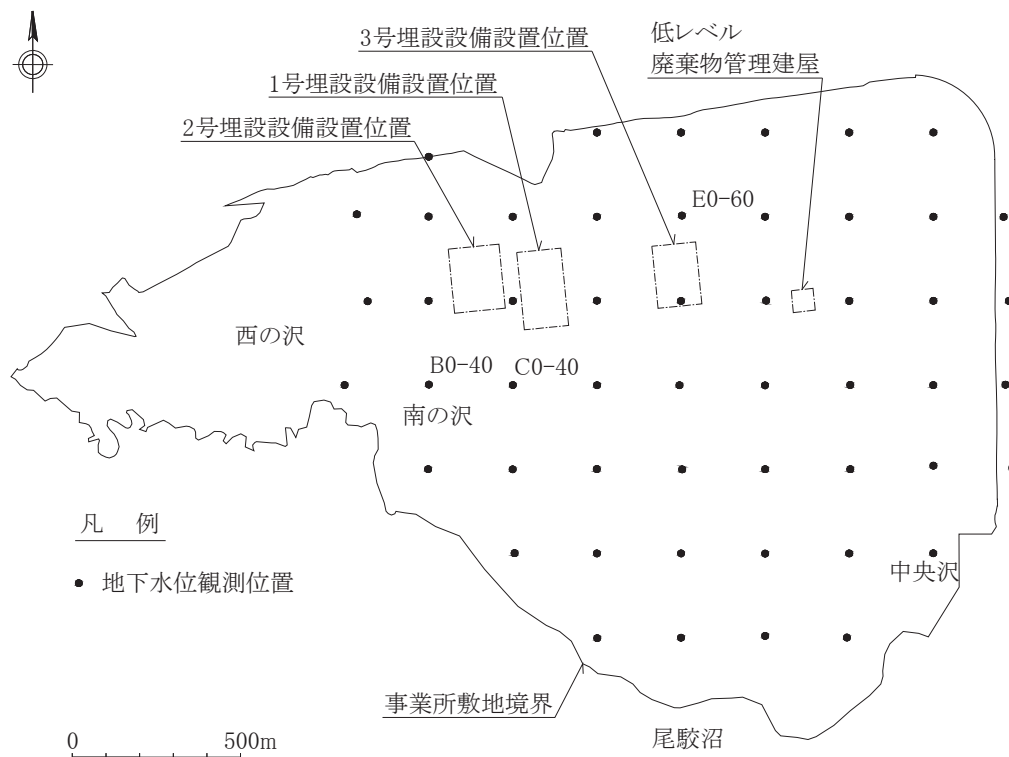 3号埋設設備設置位置
低レベル
廃棄物管理建屋
1号埋設設備設置位置
2号埋設設備設置位置
E0-60
西の沢
B0-40
C0-40
南の沢
凡 例
地下水位観測位置
中央沢
事業所敷地境界
尾駮沼
0
500m